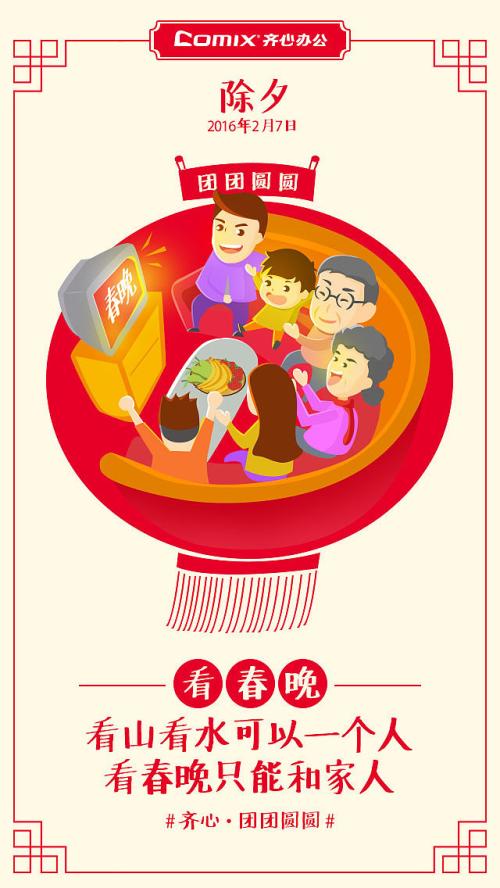 COMIX® 齐心办公
除夕
2016年2月7日
团团圆圆
春晚
看春晚
看山看水可以一个人
看春晚只能和家人
#齐心·团团圆圆#